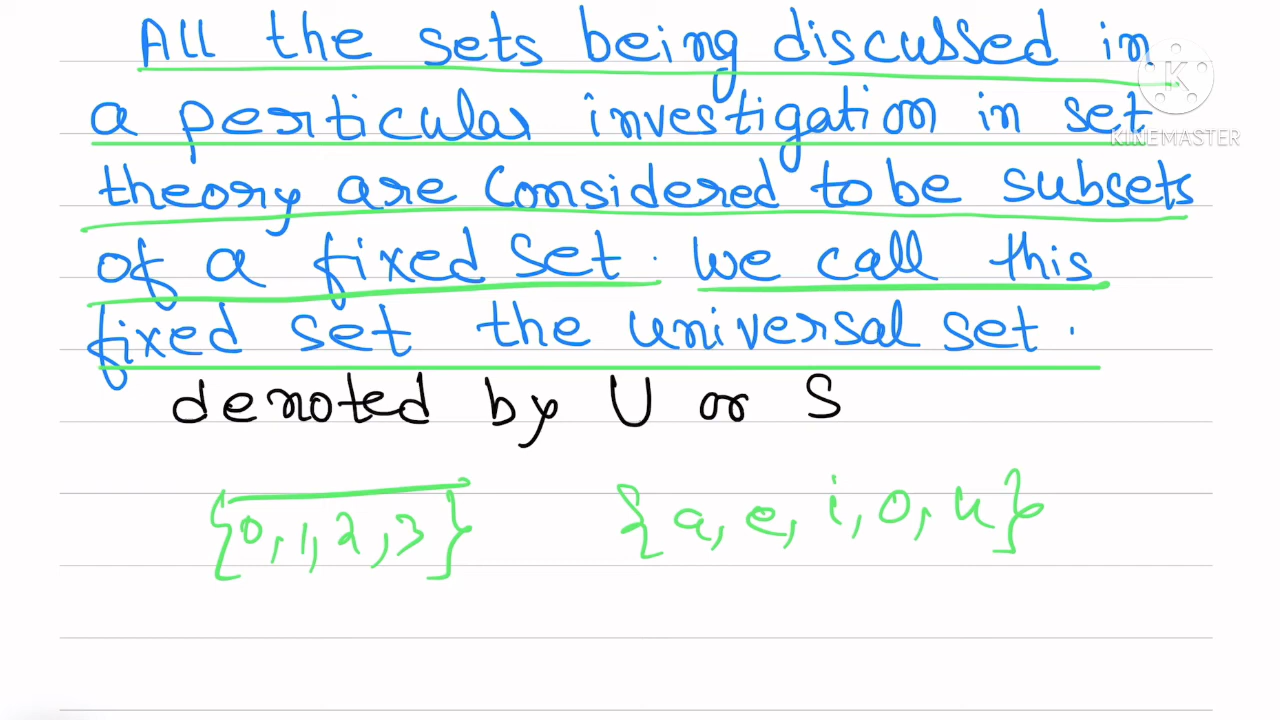 All the sets being discussed in
a perticular investigation in set
theory are considered to be subsets
of a fixed set. We call this
fixed set the universal set.
denoted by U or S
{0,1,2,3} {a, e, i, o, u}
K
KINEMASTER